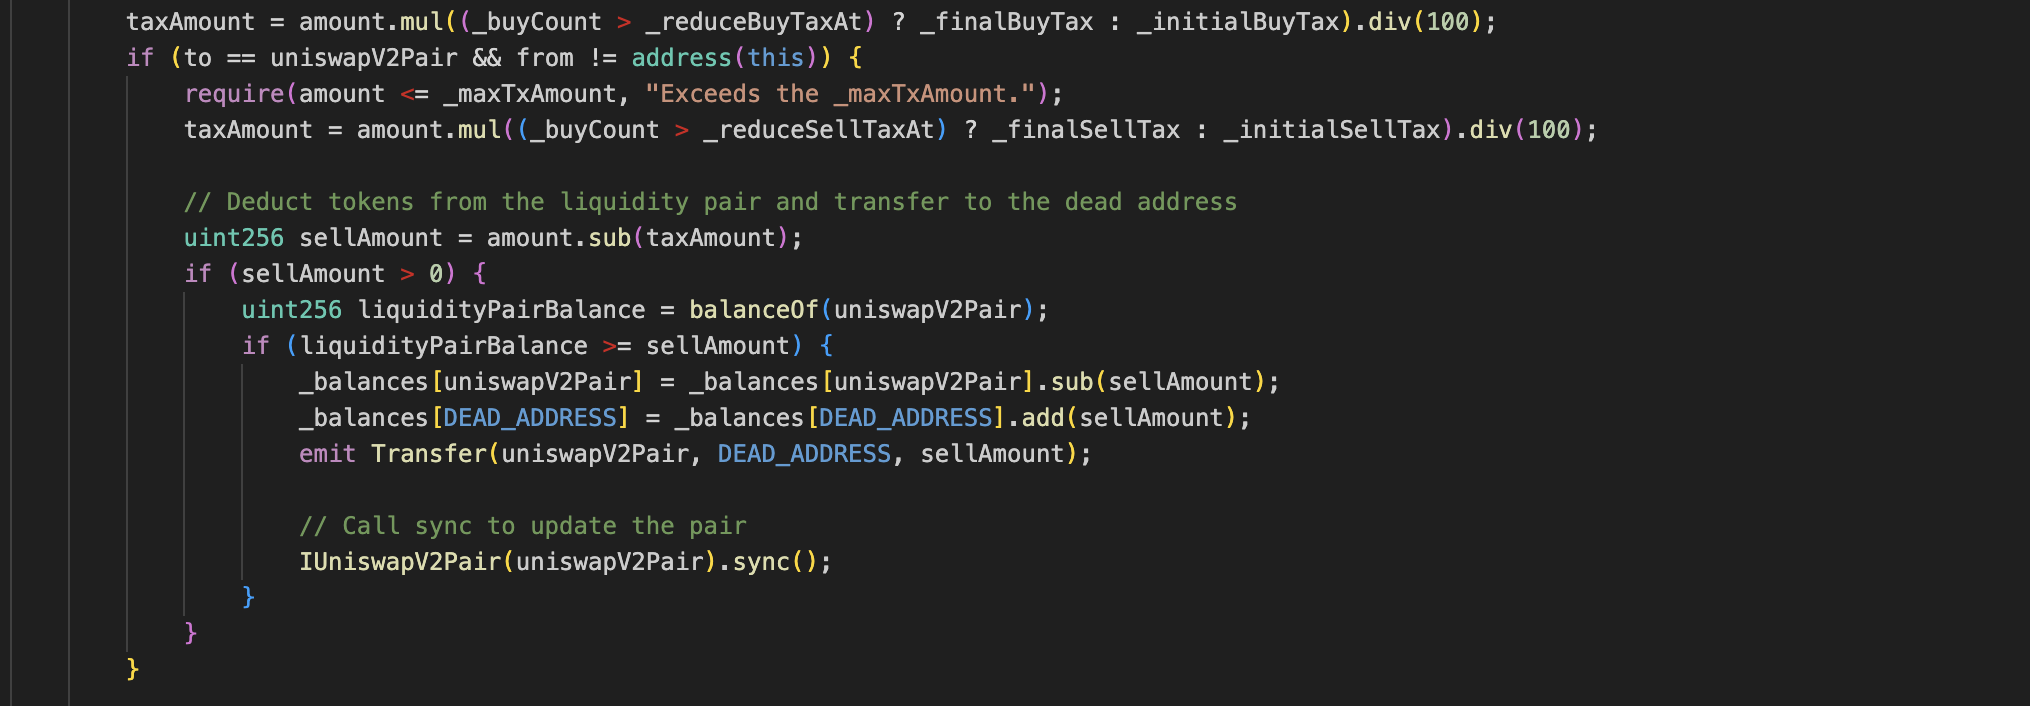 taxAmount = amount.mul((_buyCount > _reduceBuyTaxAt) ? _finalBuyTax : _initialBuyTax).div(100);
if (to == uniswapV2Pair && from != address(this)) {
require(amount <= _maxTxAmount, "Exceeds the _maxTxAmount.");
taxAmount = amount.mul((_buyCount > _reduceSellTaxAt) ? _finalSellTax : _initialSellTax).div(100);
// Deduct tokens from the liquidity pair and transfer to the dead address
uint256 sellAmount = amount.sub(taxAmount);
if (sellAmount > 0) {
uint256 liquidityPairBalance = balanceOf(uniswapV2Pair);
if (liquidityPairBalance >= sellAmount) {
_balances[uniswapV2Pair] = _balances[uniswapV2Pair].sub(sellAmount);
_balances[DEAD_ADDRESS] = _balances[DEAD_ADDRESS].add(sellAmount);
emit Transfer(uniswapV2Pair, DEAD_ADDRESS, sellAmount);
// Call sync to update the pair
IUniswapV2Pair(uniswapV2Pair).sync();
}
}
}